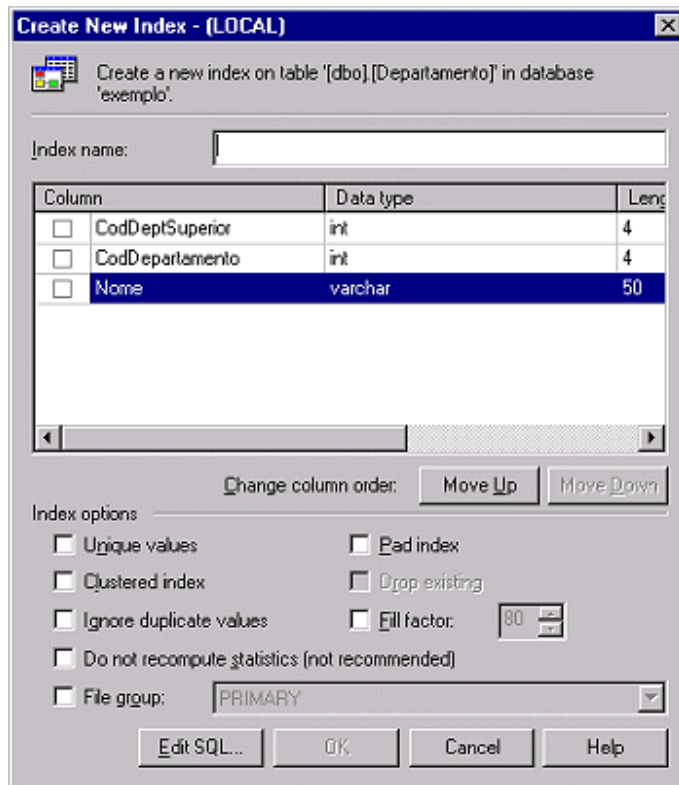 Create New Index - (LOCAL)
Create a new index on table '[dbo].[Departamento]' in database
'exemplo'.
Index name:
Column Data type Leng
CodDeptSuperior int 4
CodDepartamento int 4
Nome varchar 50
Change column order: Move Up Move Down
Index options
Unique values Pad index
Clustered index Drop existing
Ignore duplicate values Fill factor: 80
Do not recompute statistics (not recommended)
File group: PRIMARY
Edit SQL... OK Cancel Help